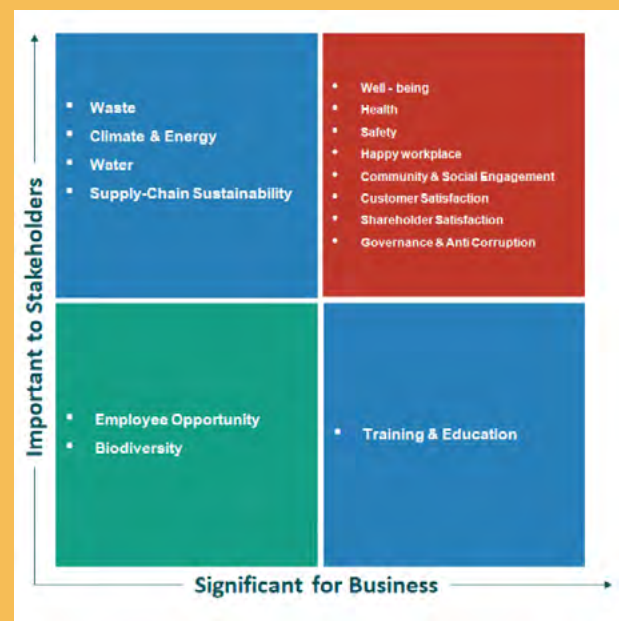 Waste
Climate & Energy
Water
Supply-Chain Sustainability
Well - being
Health
Safety
Happy workplace
Community & Social Engagement
Customer Satisfaction
Shareholder Satisfaction
Governance & Anti Corruption
Employee Opportunity
Biodiversity
Training & Education
Important to Stakeholders
Significant for Business